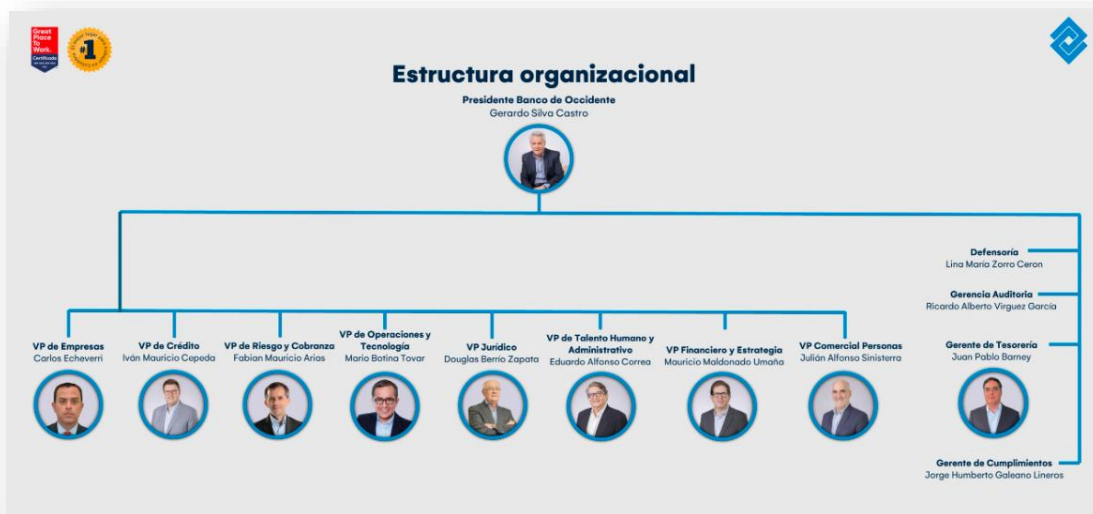 Great
Place
To
Work.
Certificada
#1
Estructura organizacional
Presidente Banco de Occidente
Gerardo Silva Castro
Defensoría
Lina María Zorro Ceron
Gerencia Auditoria
Ricardo Alberto Virguez García
VP de Empresas
Carlos Echeverri
VP de Crédito
Iván Mauricio Cepeda
VP de Riesgo y Cobranza
Fabian Mauricio Arias
VP de Operaciones y
Tecnología
Mario Botina Tovar
VP Jurídico
Douglas Berrío Zapata
VP de Talento Humano y
Administrativo
Eduardo Alfonso Correa
VP Financiero y Estrategia
Mauricio Maldonado Umaña
VP Comercial Personas
Julián Alfonso Sinisterra
Gerente de Tesorería
Juan Pablo Barney
Gerente de Cumplimientos
Jorge Humberto Galeano Lineros